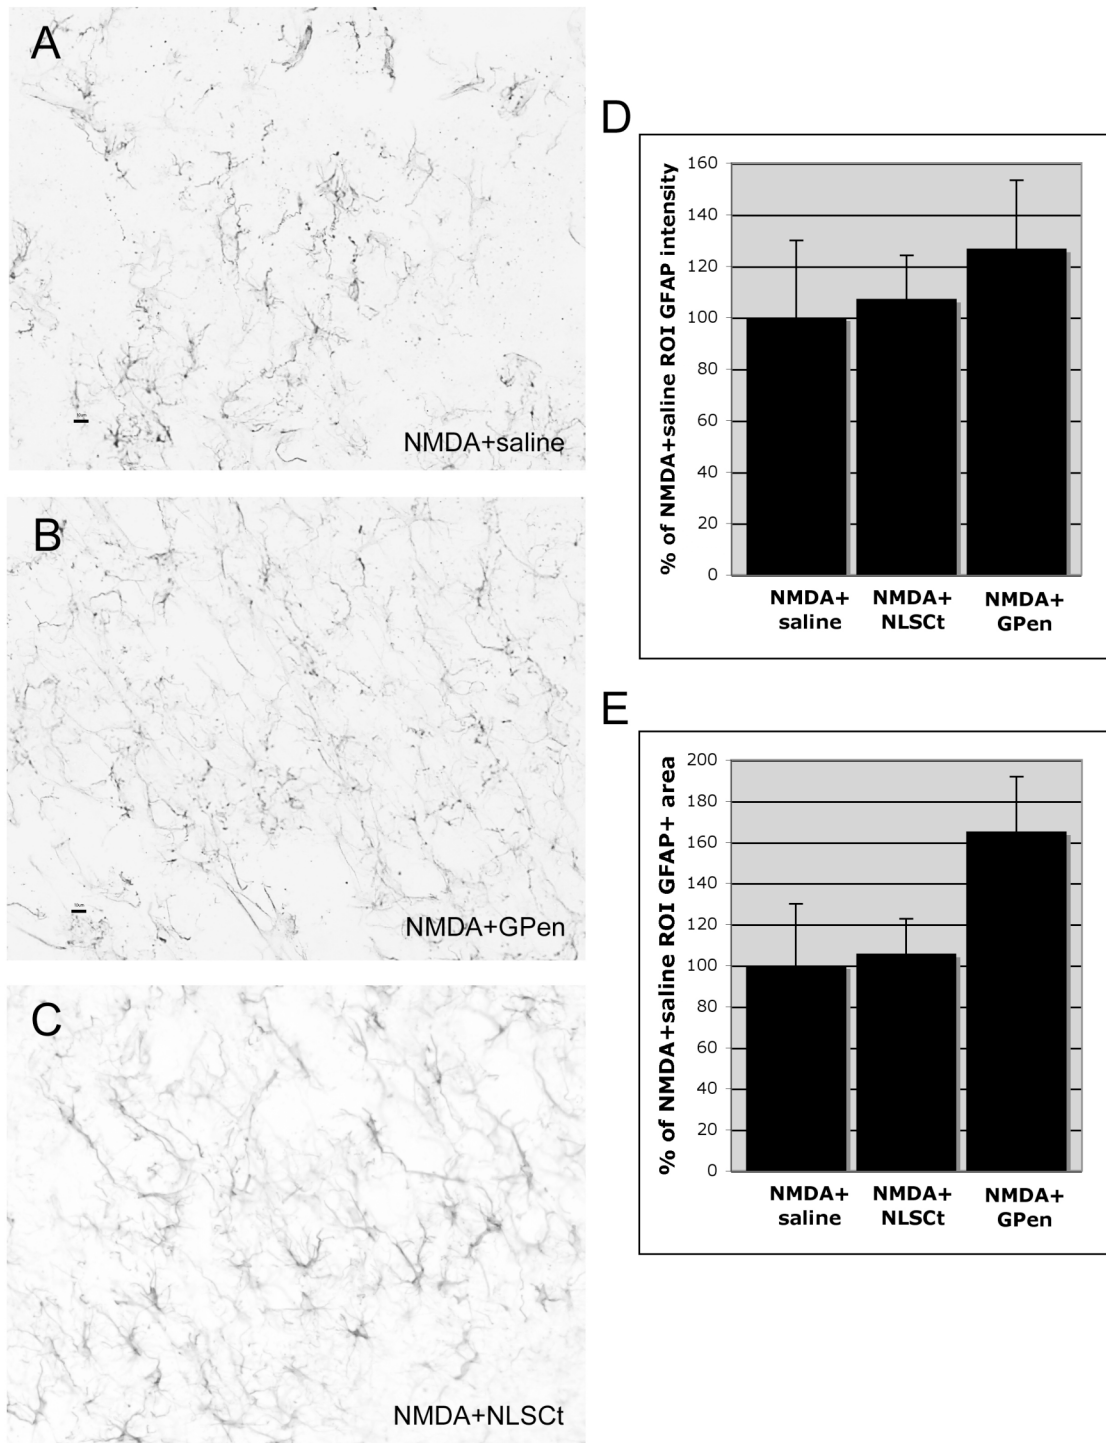 A
10um
NMDA+saline
B
10um
NMDA+GPen
C
NMDA+NLSCt
D
% of NMDA+saline ROI GFAP intensity
160
140
120
100
80
60
40
20
0
NMDA+
saline
NMDA+
NLSCt
NMDA+
GPen
E
% of NMDA+saline ROI GFAP+ area
200
180
160
140
120
100
80
60
40
20
0
NMDA+
saline
NMDA+
NLSCt
NMDA+
GPen